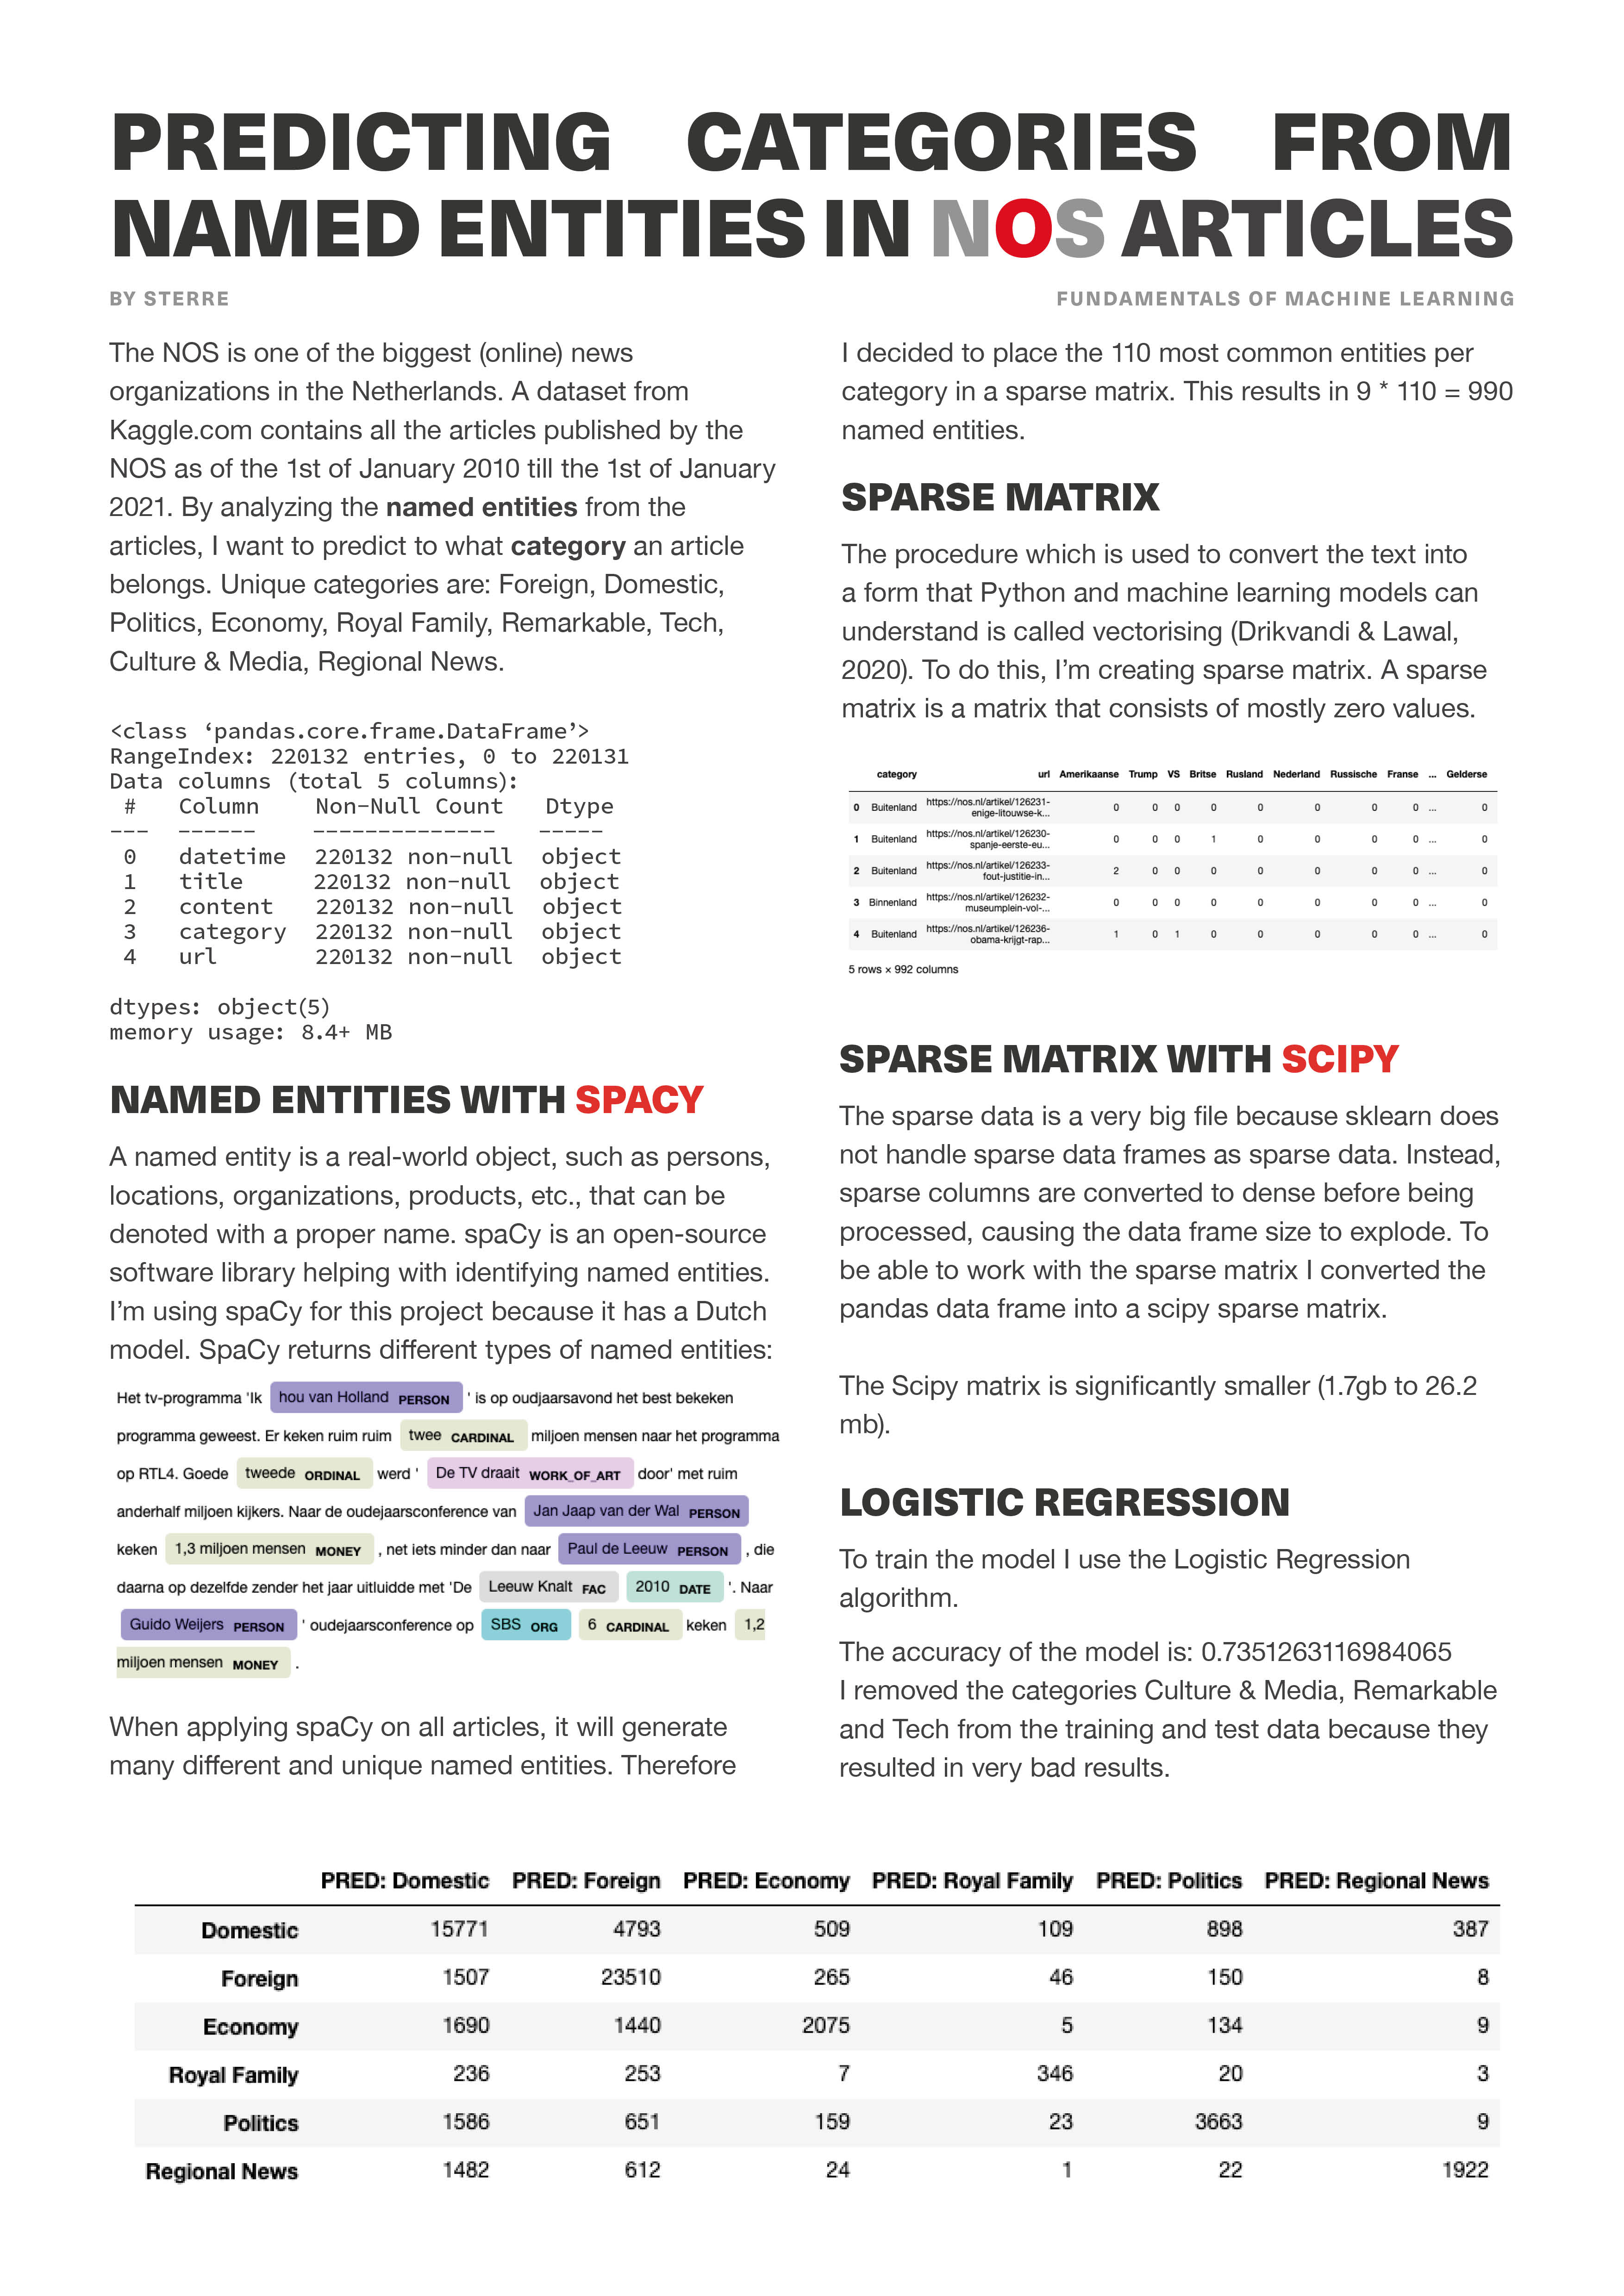 PREDICTING CATEGORIES FROM
NAMED ENTITIES IN NOS ARTICLES
BY STERRE
FUNDAMENTALS OF MACHINE LEARNING
The NOS is one of the biggest (online) news
organizations in the Netherlands. A dataset from
Kaggle.com contains all the articles published by the
NOS as of the 1st of January 2010 till the 1st of January
2021. By analyzing the named entities from the
articles, I want to predict to what category an article
belongs. Unique categories are: Foreign, Domestic,
Politics, Economy, Royal Family, Remarkable, Tech,
Culture & Media, Regional News.
<class ‘pandas.core.frame.DataFrame’>
RangeIndex: 220132 entries, 0 to 220131
Data columns (total 5 columns):
# Column Non-Null Count Dtype
--- ------ -------------- -----
0 datetime 220132 non-null object
1 title 220132 non-null object
2 content 220132 non-null object
3 category 220132 non-null object
4 url 220132 non-null object
dtypes: object(5)
memory usage: 8.4+ MB
NAMED ENTITIES WITH SPACY
A named entity is a real-world object, such as persons,
locations, organizations, products, etc., that can be
denoted with a proper name. spaCy is an open-source
software library helping with identifying named entities.
I’m using spaCy for this project because it has a Dutch
model. SpaCy returns different types of named entities:
Het tv-programma 'Ik hou van Holland PERSON ' is op oudjaarsavond het best bekeken
programma geweest. Er keken ruim ruim twee CARDINAL miljoen mensen naar het programma
op RTL4. Goede tweede ORDINAL werd ' De TV draait WORK_OF_ART door' met ruim
anderhalf miljoen kijkers. Naar de oudejaarsconference van Jan Jaap van der Wal PERSON
keken 1,3 miljoen mensen MONEY , net iets minder dan naar Paul de Leeuw PERSON , die
daarna op dezelfde zender het jaar uitluidde met 'De Leeuw Knalt FAC 2010 DATE '. Naar
Guido Weijers PERSON ' oudejaarsconference op SBS ORG 6 CARDINAL keken 1,2
miljoen mensen MONEY .
When applying spaCy on all articles, it will generate
many different and unique named entities. Therefore
I decided to place the 110 most common entities per
category in a sparse matrix. This results in 9 * 110 = 990
named entities.
SPARSE MATRIX
The procedure which is used to convert the text into
a form that Python and machine learning models can
understand is called vectorising (Drikvandi & Lawal,
2020). To do this, I’m creating sparse matrix. A sparse
matrix is a matrix that consists of mostly zero values.
category url Amerikaanse Trump VS Britse Rusland Nederland Russische Franse ... Gelderse
0 Buitenland https://nos.nl/artikel/126231-
enige-litouwse-k... 0 0 0 0 0 0 0 0 ... 0
1 Buitenland https://nos.nl/artikel/126230-
spanje-eerste-eu... 0 0 0 1 0 0 0 0 ... 0
2 Buitenland https://nos.nl/artikel/126233-
fout-justitie-in... 2 0 0 0 0 0 0 0 ... 0
3 Binnenland https://nos.nl/artikel/126232-
museumplein-vol-... 0 0 0 0 0 0 0 0 ... 0
4 Buitenland https://nos.nl/artikel/126236-
obama-krijgt-rap... 1 0 1 0 0 0 0 0 ... 0
5 rows × 992 columns
SPARSE MATRIX WITH SCIPY
The sparse data is a very big file because sklearn does
not handle sparse data frames as sparse data. Instead,
sparse columns are converted to dense before being
processed, causing the data frame size to explode. To
be able to work with the sparse matrix I converted the
pandas data frame into a scipy sparse matrix.
The Scipy matrix is significantly smaller (1.7gb to 26.2
mb).
LOGISTIC REGRESSION
To train the model I use the Logistic Regression
algorithm.
The accuracy of the model is: 0.7351263116984065
I removed the categories Culture & Media, Remarkable
and Tech from the training and test data because they
resulted in very bad results.
PRED: Domestic PRED: Foreign PRED: Economy PRED: Royal Family PRED: Politics PRED: Regional News
Domestic 15771 4793 509 109 898 387
Foreign 1507 23510 265 46 150 8
Economy 1690 1440 2075 5 134 9
Royal Family 236 253 7 346 20 3
Politics 1586 651 159 23 3663 9
Regional News 1482 612 24 1 22 1922